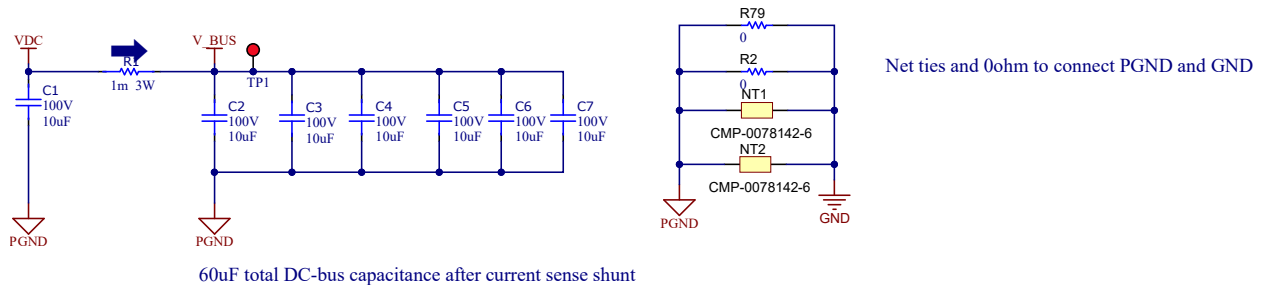 VDC
R1
1m 3W
C1
100V
10uF
PGND
V_BUS
TP1
C2
100V
10uF
C3
100V
10uF
C4
100V
10uF
C5
100V
10uF
C6
100V
10uF
C7
100V
10uF
PGND
60uF total DC-bus capacitance after current sense shunt
R79
0
R2
0
NT1
CMP-0078142-6
NT2
CMP-0078142-6
PGND
GND
Net ties and 0ohm to connect PGND and GND